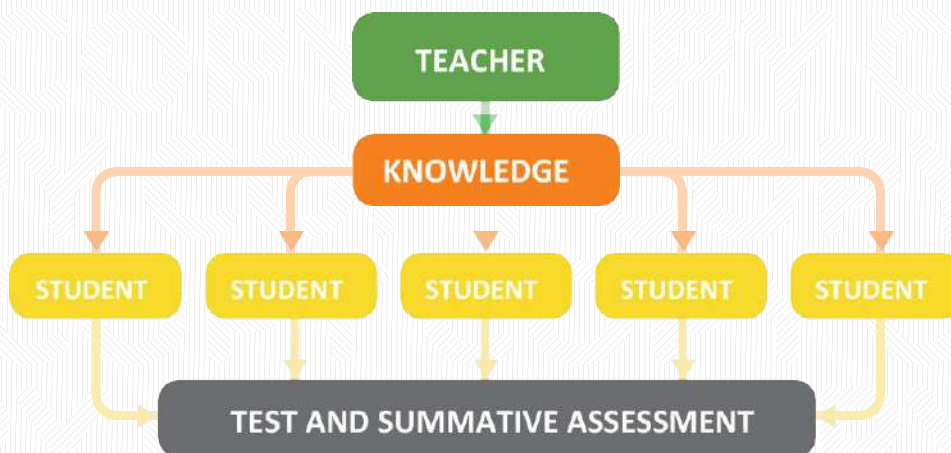 TEACHER
KNOWLEDGE
STUDENT
STUDENT
STUDENT
STUDENT
STUDENT
TEST AND SUMMATIVE ASSESSMENT